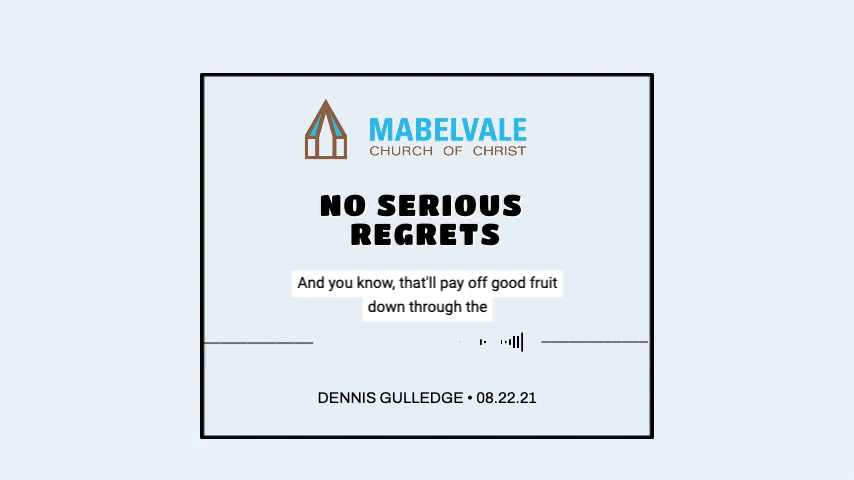 MABELVALE
CHURCH OF CHRIST
NO SERIOUS
REGRETS
And you know, that'll pay off good fruit
down through the
DENNIS GULLEDGE • 08.22.21